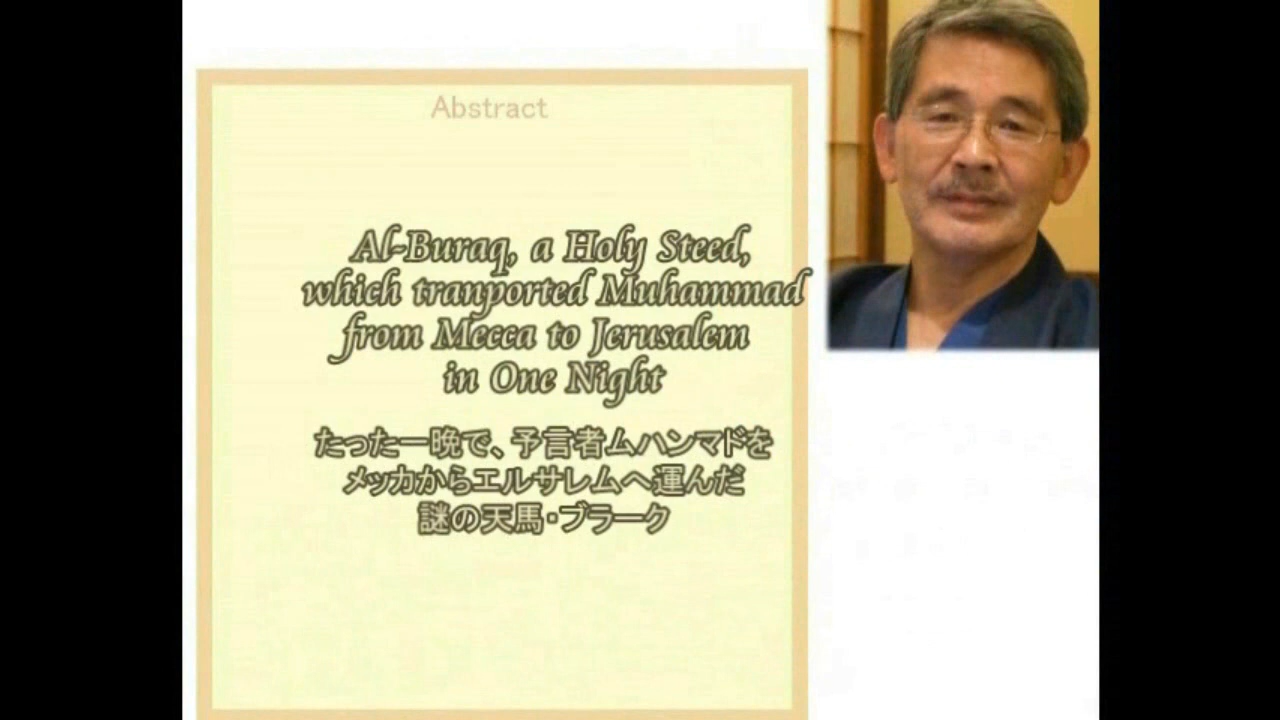 Abstract
Al-Buraq, a Holy Steed,
which tranported Muhammad
from Mecca to Jerusalem
in One Night
たった一晩で、予言者ムハンマドを
メッカからエルサレムへ運んだ
謎の天馬・ブラーク